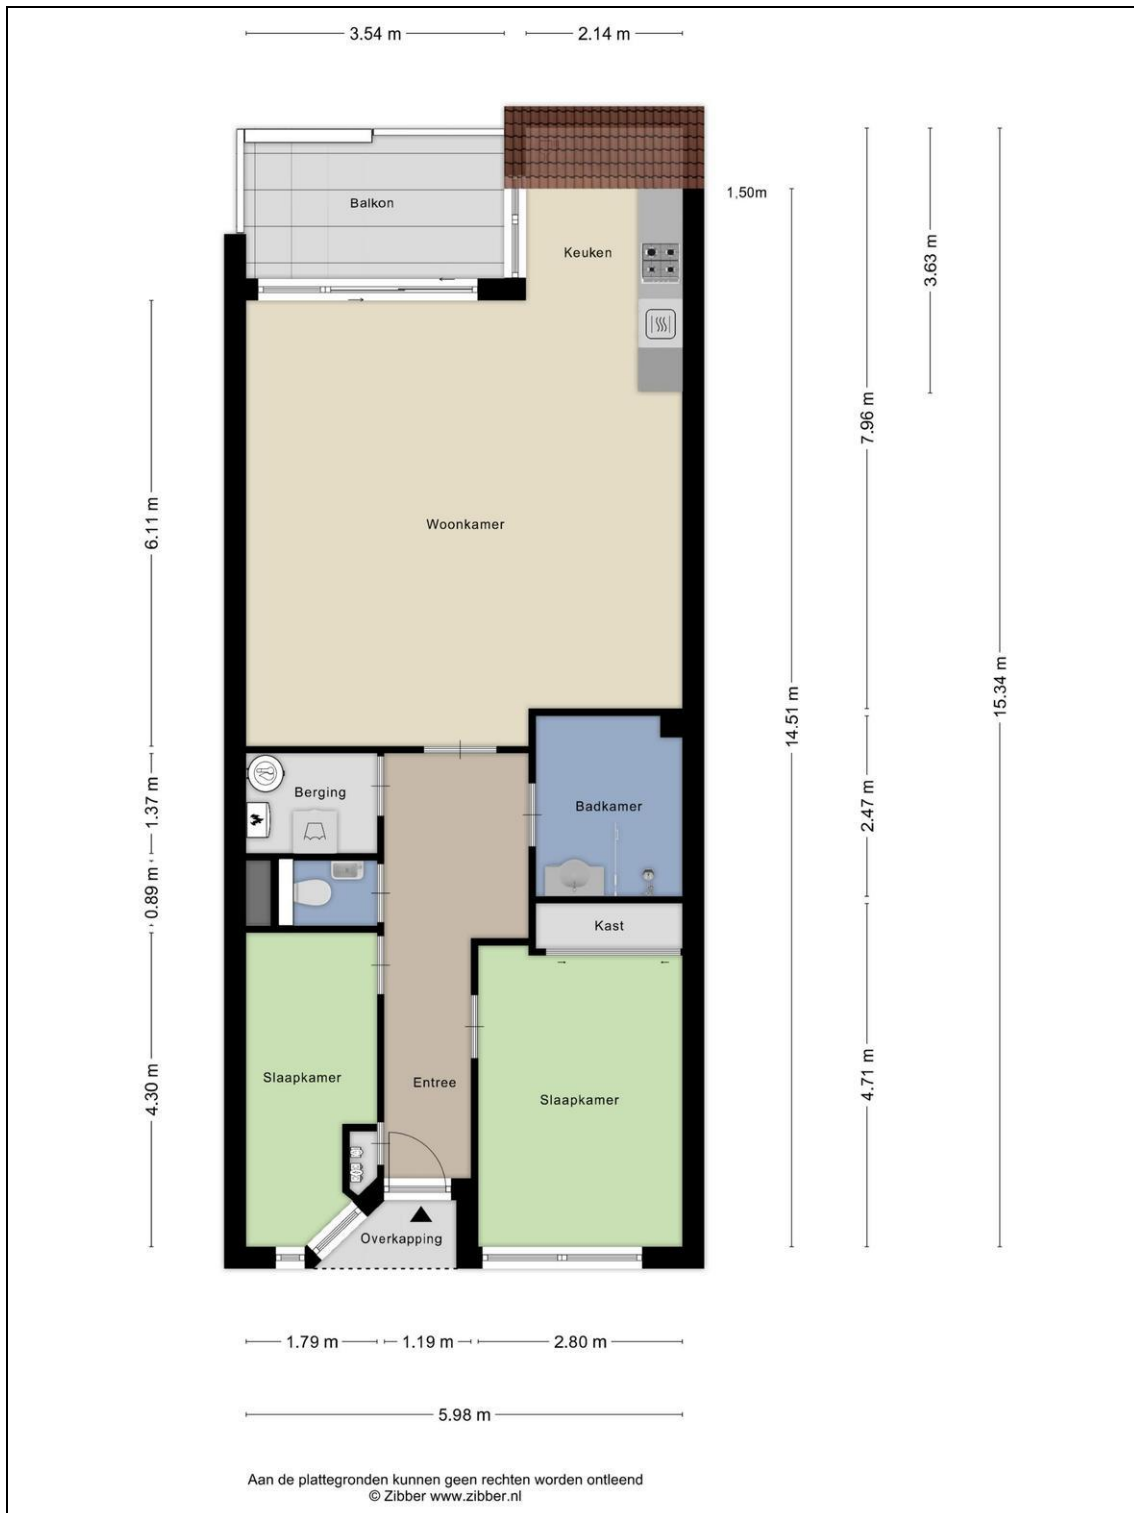 3.54 m
2.14 m
1,50m
Balkon
Keuken
3.63 m
7.96 m
6.11 m
Woonkamer
14.51 m
15.34 m
1.37 m
Berging
Badkamer
2.47 m
0.89 m
Kast
4.30 m
Slaapkamer
Entree
Slaapkamer
4.71 m
Overkapping
1.79 m
1.19 m
2.80 m
5.98 m
Aan de plattegronden kunnen geen rechten worden ontleend
© Zibber www.zibber.nl